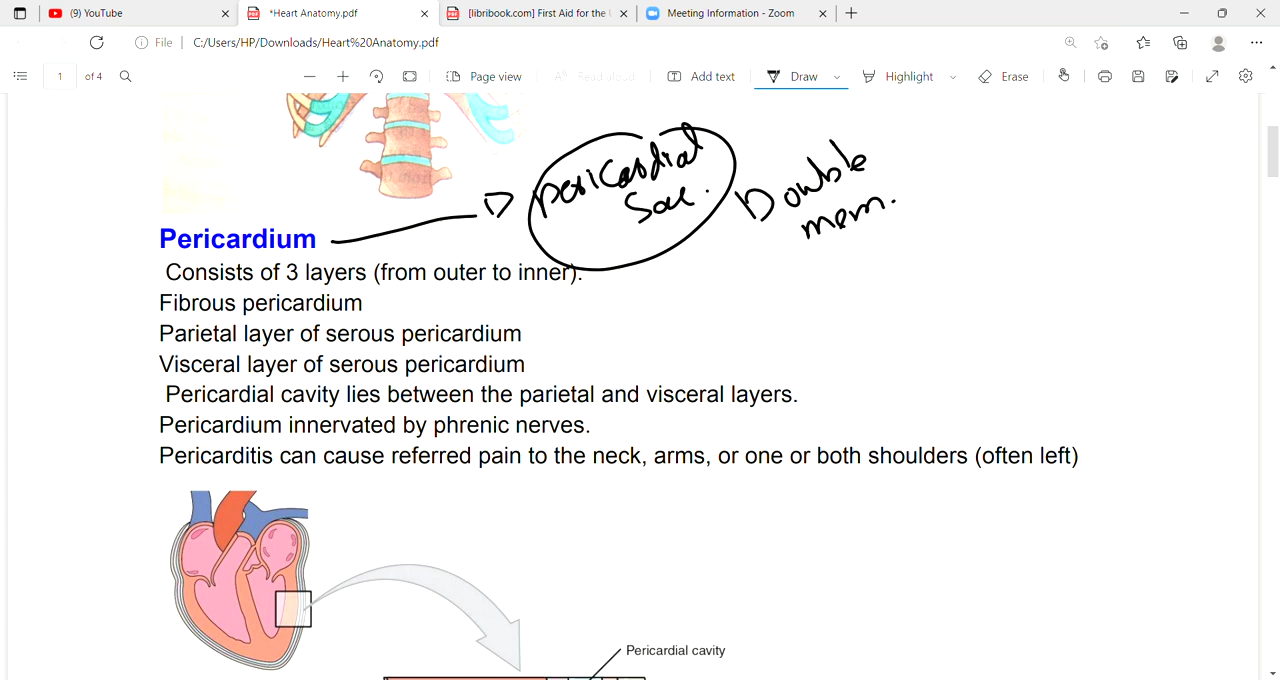 (9) YouTube
*Heart Anatomy.pdf
[libribook.com] First Aid for the
Meeting Information - Zoom
File
C:/Users/HP/Downloads/Heart%20Anatomy.pdf
1 of 4
Page view
Read aloud
Add text
Draw
Highlight
Erase
pericardial
Sac.
Double
mem.
Pericardium
Consists of 3 layers (from outer to inner):
Fibrous pericardium
Parietal layer of serous pericardium
Visceral layer of serous pericardium
Pericardial cavity lies between the parietal and visceral layers.
Pericardium innervated by phrenic nerves.
Pericarditis can cause referred pain to the neck, arms, or one or both shoulders (often left)
Pericardial cavity